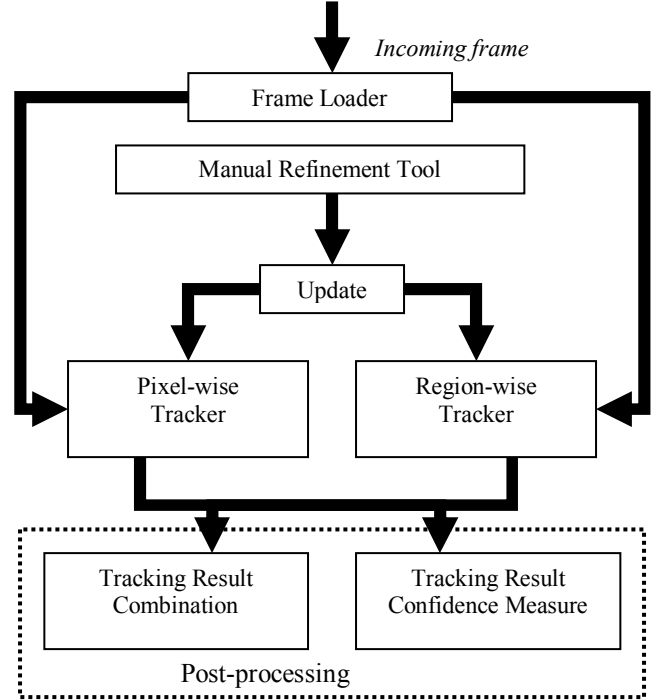 Incoming frame
Frame Loader
Manual Refinement Tool
Update
Pixel-wise
Tracker
Region-wise
Tracker
Tracking Result
Combination
Tracking Result
Confidence Measure
Post-processing